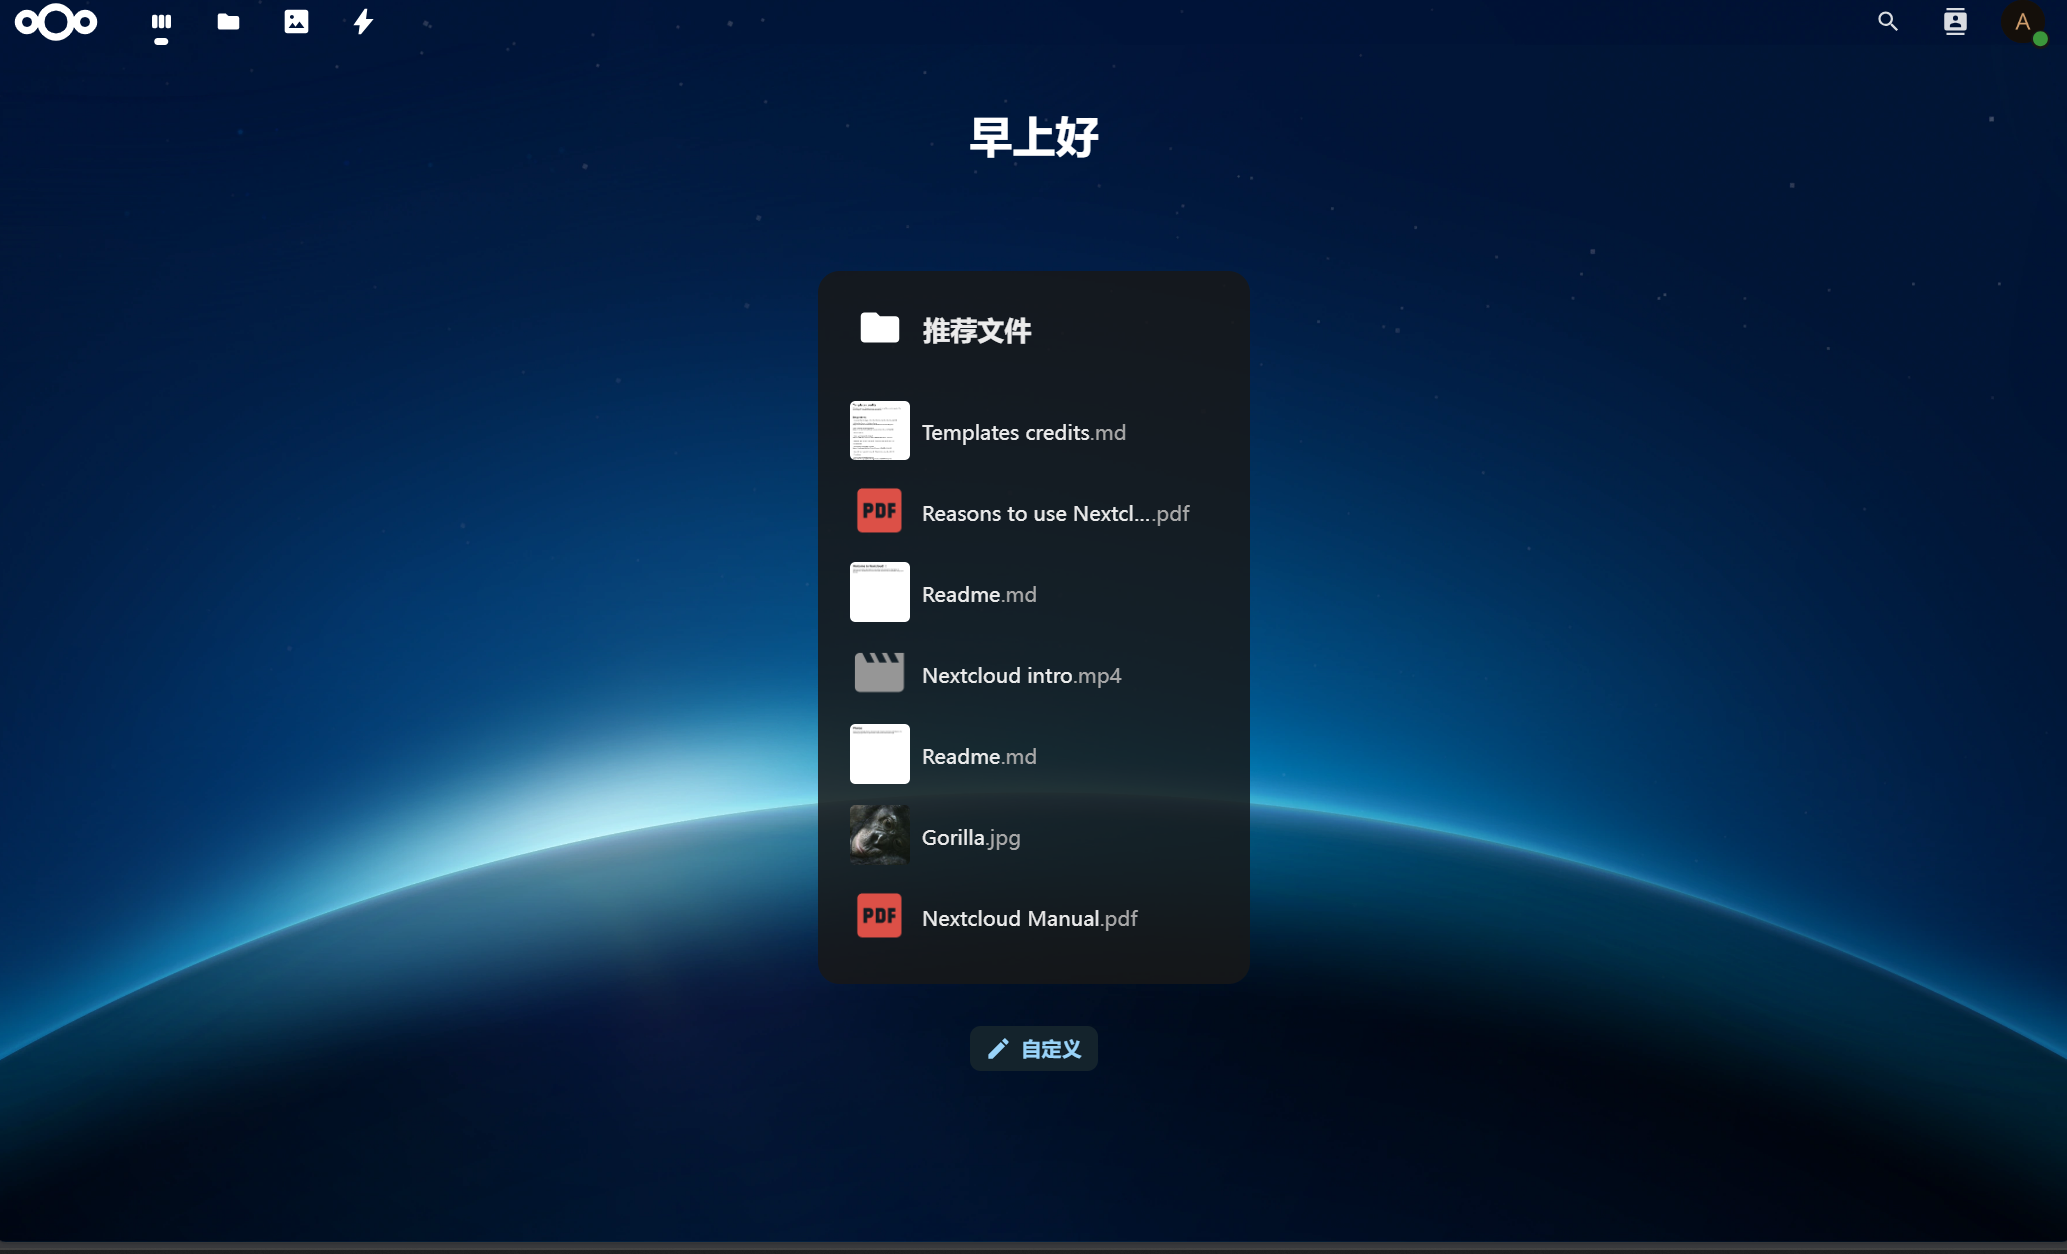 A
早上好
推荐文件
Templates credits.md
PDF
Reasons to use Nextcl....pdf
Readme.md
Nextcloud intro.mp4
Readme.md
Gorilla.jpg
PDF
Nextcloud Manual.pdf
自定义